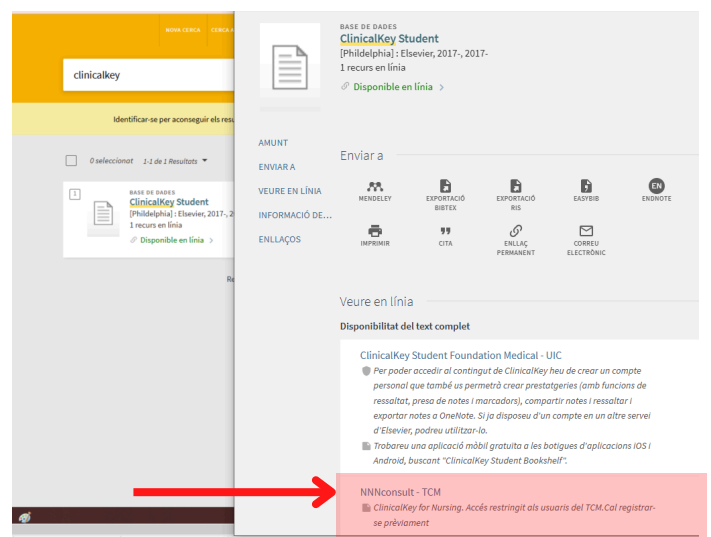 NOVA CERCA CERCA A
clinicalkey
Identificar-se per aconseguir els resu
0 seleccionat 1-1 de 1 Resultats
1
BASE DE DADES
ClinicalKey Student
[Phildelphia] : Elsevier, 2017-, 2
1 recurs en línia
Disponible en línia >
Re
BASE DE DADES
ClinicalKey Student
[Phildelphia] : Elsevier, 2017-, 2017-
1 recurs en línia
Disponible en línia >
AMUNT
ENVIAR A
VEURE EN LÍNIA
INFORMACIÓ DE...
ENLLAÇOS
Enviar a
MENDELEY
EXPORTACIÓ
BIBTEX
EXPORTACIÓ
RIS
EASYBIB
EN
ENDNOTE
IMPRIMIR
CITA
ENLLAÇ
PERMANENT
CORREU
ELECTRÒNIC
Veure en línia
Disponibilitat del text complet
ClinicalKey Student Foundation Medical - UIC
Per poder accedir al contingut de ClinicalKey heu de crear un compte
personal que també us permetrà crear prestatgeries (amb funcions de
ressaltat, presa de notes i marcadors), compartir notes i ressaltar i
exportar notes a OneNote. Si ja disposeu d'un compte en un altre servei
d'Elsevier, podreu utilitzar-lo.
Trobareu una aplicació mòbil gratuïta a les botigues d'aplicacions iOS i
Android, buscant "ClinicalKey Student Bookshelf".
NNNconsult - TCM
ClinicalKey for Nursing. Accés restringit als usuaris del TCM.Cal registrar-
se prèviament